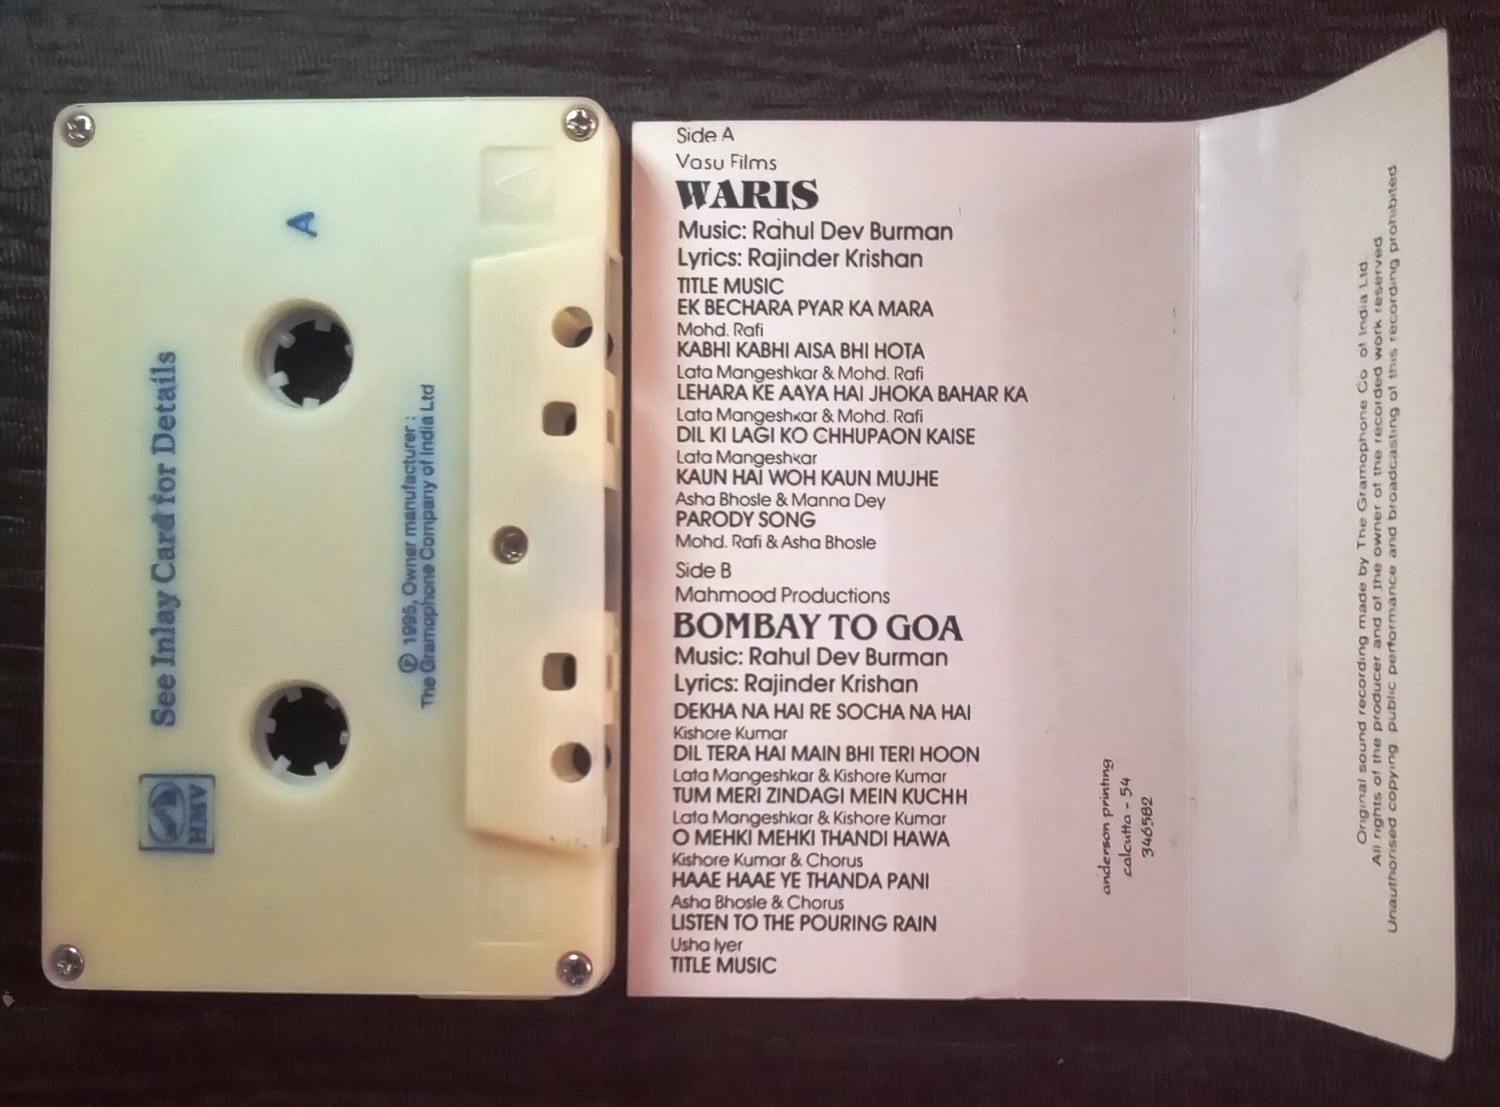 A
See Inlay Card for Details
HMV
℗ 1995, Owner manufacturer :
The Gramophone Company of India Ltd
Side A
Vasu Films
WARIS
Music: Rahul Dev Burman
Lyrics: Rajinder Krishan
TITLE MUSIC
EK BECHARA PYAR KA MARA
Mohd. Rafi
KABHI KABHI AISA BHI HOTA
Lata Mangeshkar & Mohd. Rafi
LEHARA KE AAYA HAI JHOKA BAHAR KA
Lata Mangeshkar & Mohd. Rafi
DIL KI LAGI KO CHHUPAON KAISE
Lata Mangeshkar
KAUN HAI WOH KAUN MUJHE
Asha Bhosle & Manna Dey
PARODY SONG
Mohd. Rafi & Asha Bhosle
Side B
Mahmood Productions
BOMBAY TO GOA
Music: Rahul Dev Burman
Lyrics: Rajinder Krishan
DEKHA NA HAI RE SOCHA NA HAI
Kishore Kumar
DIL TERA HAI MAIN BHI TERI HOON
Lata Mangeshkar & Kishore Kumar
TUM MERI ZINDAGI MEIN KUCHH
Lata Mangeshkar & Kishore Kumar
O MEHKI MEHKI THANDI HAWA
Kishore Kumar & Chorus
HAAE HAAE YE THANDA PANI
Asha Bhosle & Chorus
LISTEN TO THE POURING RAIN
Usha Iyer
TITLE MUSIC
anderson printing
calcutta - 54
346582
Original sound recording made by The Gramophone Co. of India Ltd
All rights of the producer and of the owner of the recorded work reserved
Unauthorised copying, public performance and broadcasting of this recording prohibited